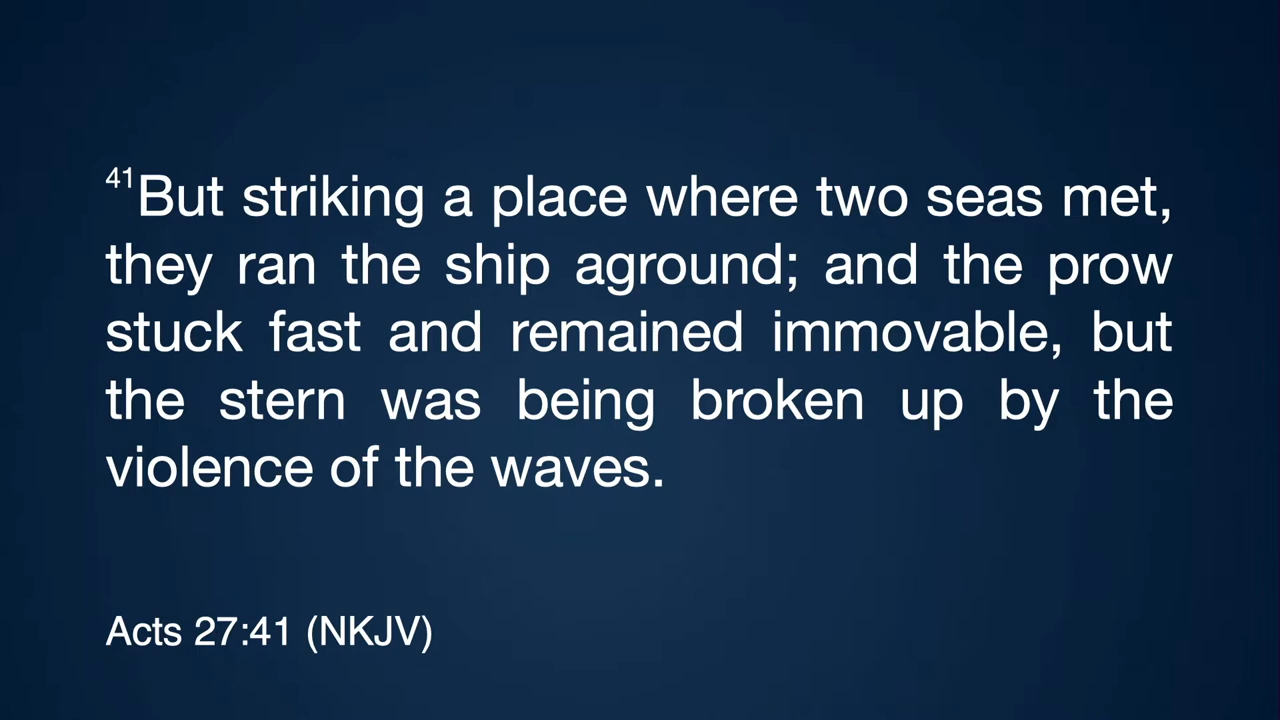 41But striking a place where two seas met,
they ran the ship aground; and the prow
stuck fast and remained immovable, but
the stern was being broken up by the
violence of the waves.
Acts 27:41 (NKJV)